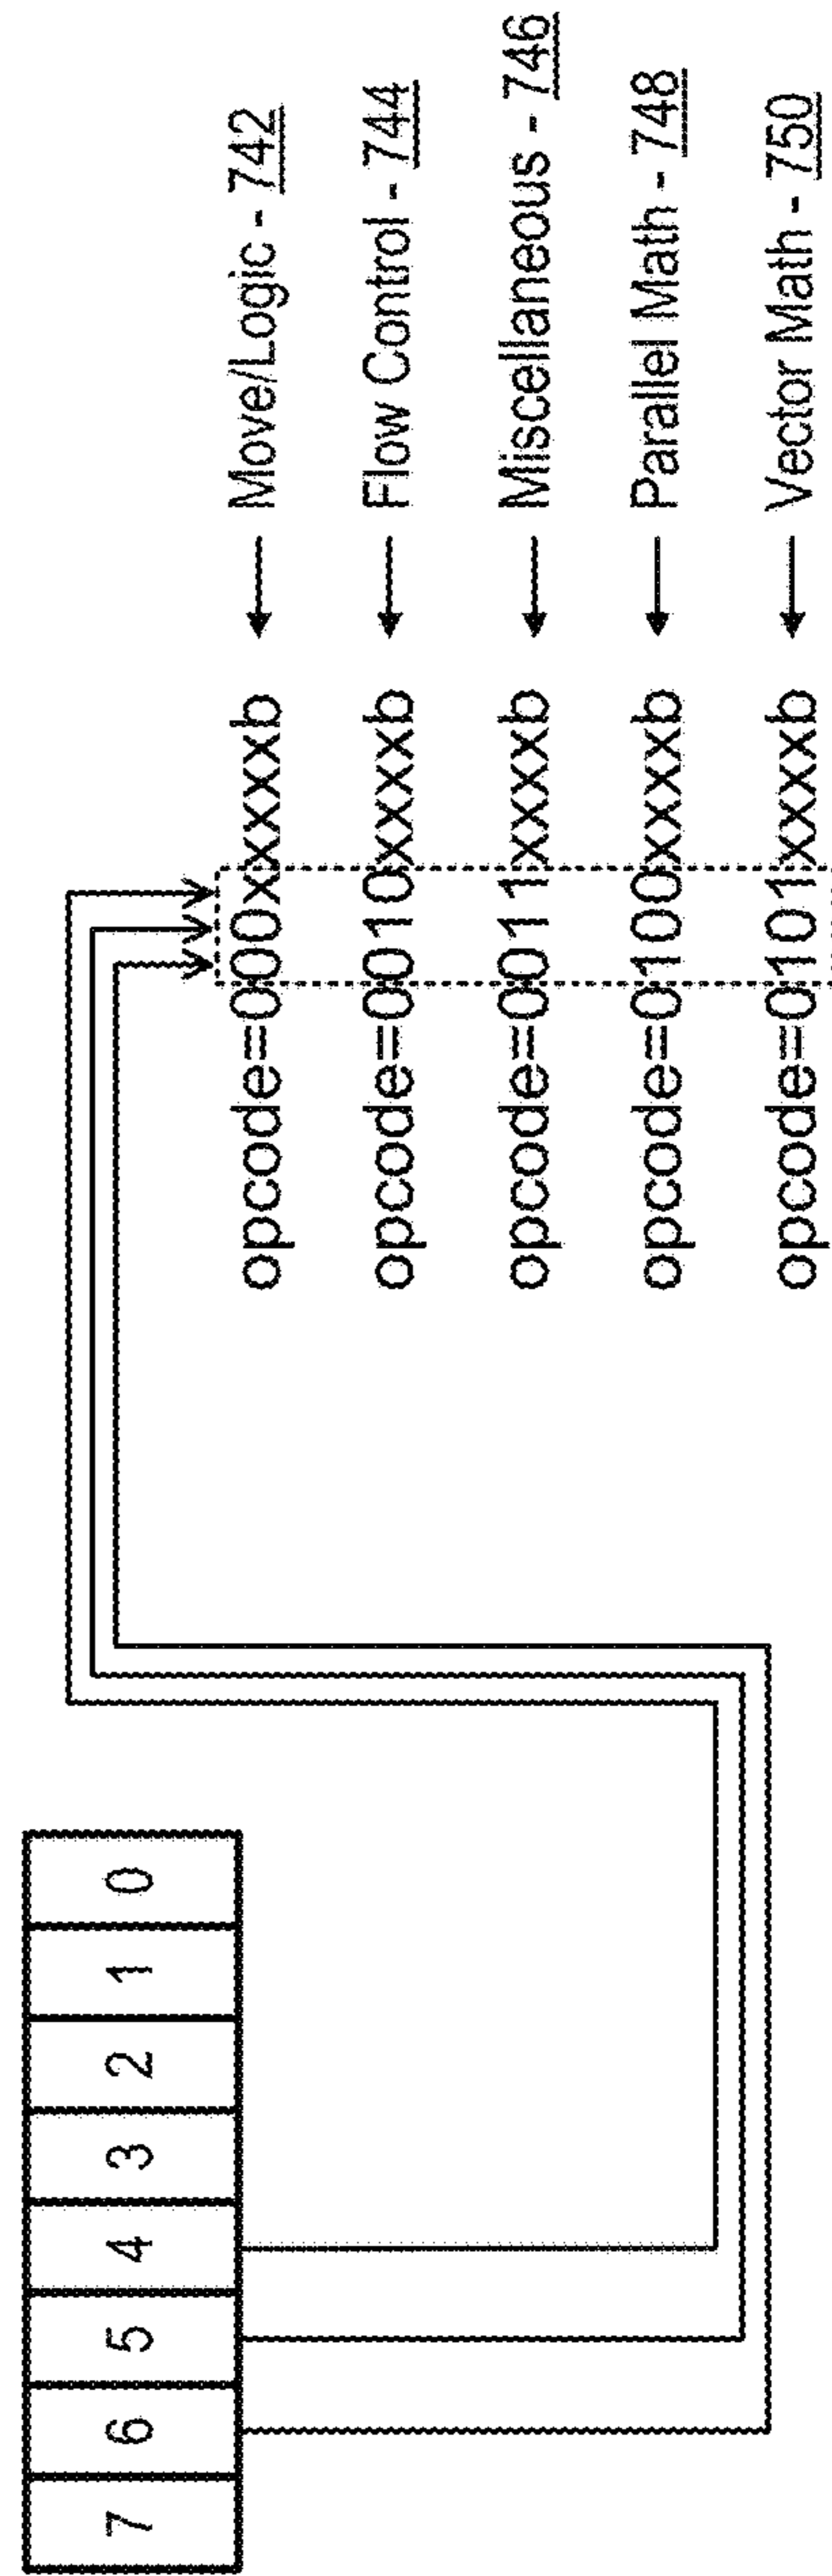 7 6 5 4 3 2 1 0
opcode=000xxxxxb ← Move/Logic - 742
opcode=0010xxxxb ← Flow Control - 744
opcode=0011xxxxb ← Miscellaneous - 746
opcode=0100xxxxb ← Parallel Math - 748
opcode=0101xxxxb ← Vector Math - 750